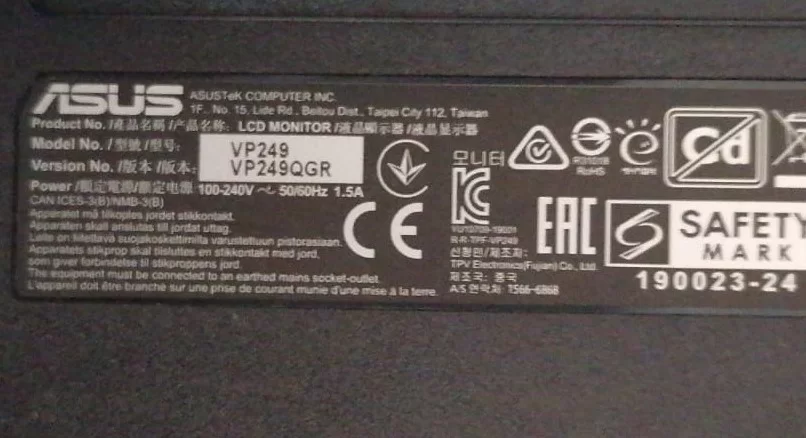 ASUS
ASUSTeK COMPUTER INC.
1F., No. 15, Lide Rd., Beitou Dist., Taipei City 112, Taiwan
Product No. /產品名稱 /产品名称: LCD MONITOR /液晶顯示器 /液晶显示器
Model No. / 型號 /型号: VP249
Version No. /版本 /版本: VP249QGR
Power /額定電源/额定电源 100-240V ~ 50/60Hz 1.5A
CAN ICES-3(B)/NMB-3(B)
Apparatet må tilkoples jordet stikkontakt.
Apparaten skall anslutas till jordat uttag.
Laite on liitettävä suojakoskettimilla varustettuun pistorasiaan.
Apparatets stikprop skal tilsluttes en stikkontakt med jord,
som giver forbindelse til stikproppens jord.
The equipment must be connected to an earthed mains socket-outlet.
L'appareil doit être branché sur une prise de courant munie d'une mise à la terre.
CE
모니터
KC
YU10709-19001
R-R-TPF-VP249
신청인/제조자:
TPV Electronics(Fujian) Co., Ltd.
제조국: 중국
A/S 연락처: 1566-6868
R31018
RoHS
Cd
EAC
SAFETY
MARK
190023-24